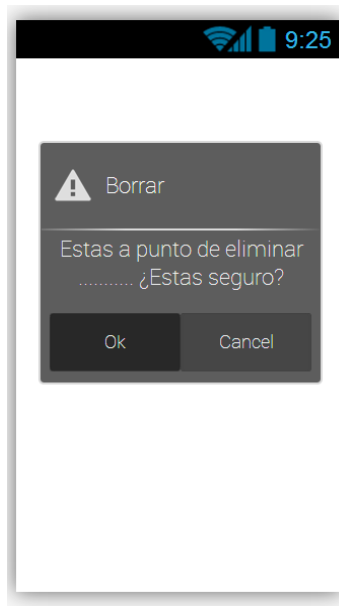 9:25
Borrar
Estas a punto de eliminar
........... ¿Estas seguro?
Ok Cancel